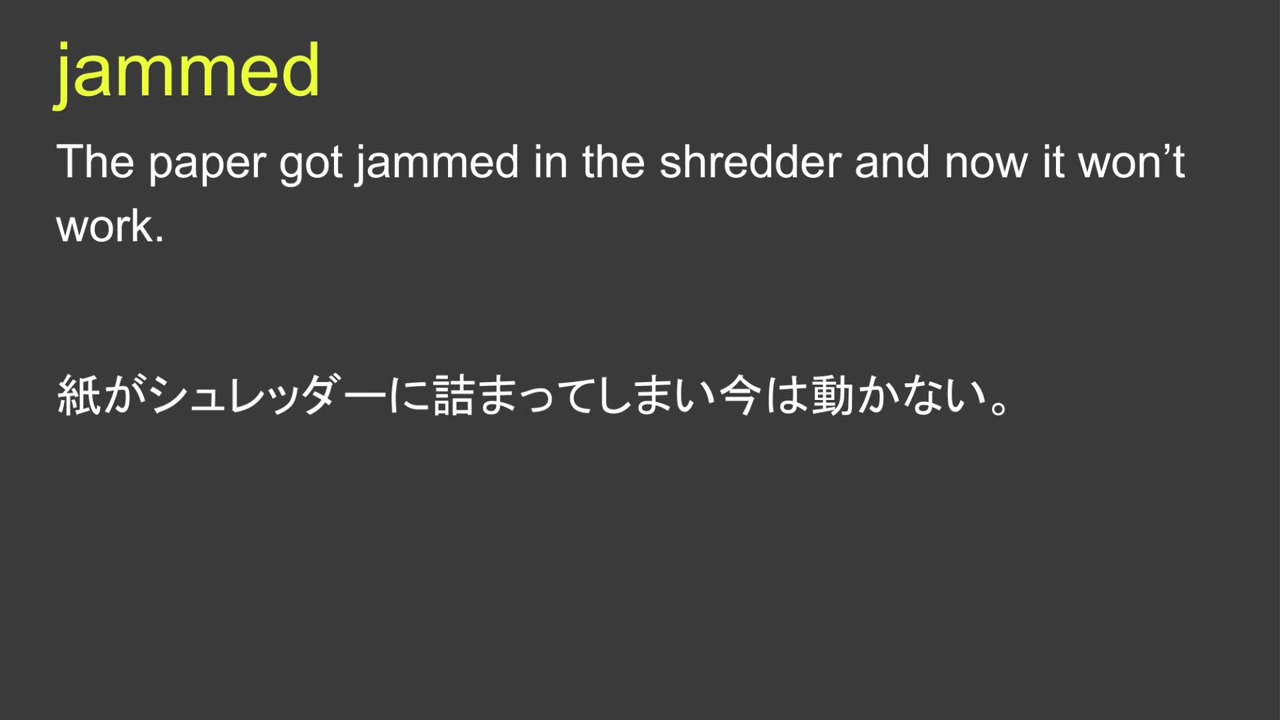 jammed
The paper got jammed in the shredder and now it won’t
work.
紙がシュレッダーに詰まってしまい今は動かない。